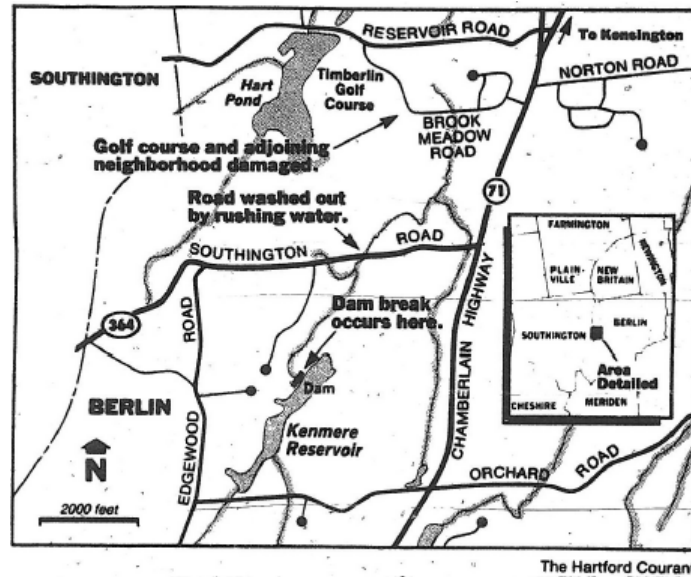 RESERVOIR ROAD
To Kensington
SOUTHINGTON
Hart
Pond
Timberlin
Golf
Course
NORTON ROAD
BROOK
MEADOW
ROAD
Golf course and adjoining
neighborhood damaged.
71
Road washed out
by rushing water.
SOUTHINGTON ROAD
FARMINGTON
NEWINGTON
PLAIN-
VILLE
NEW
BRITAIN
SOUTHINGTON
BERLIN
Area
Detailed
CHESHIRE
MERIDEN
CHAMBERLAIN HIGHWAY
364
EDGEWOOD ROAD
Dam break
occurs here.
Dam
BERLIN
Kenmere
Reservoir
N
2000 feet
ORCHARD ROAD
The Hartford Couran